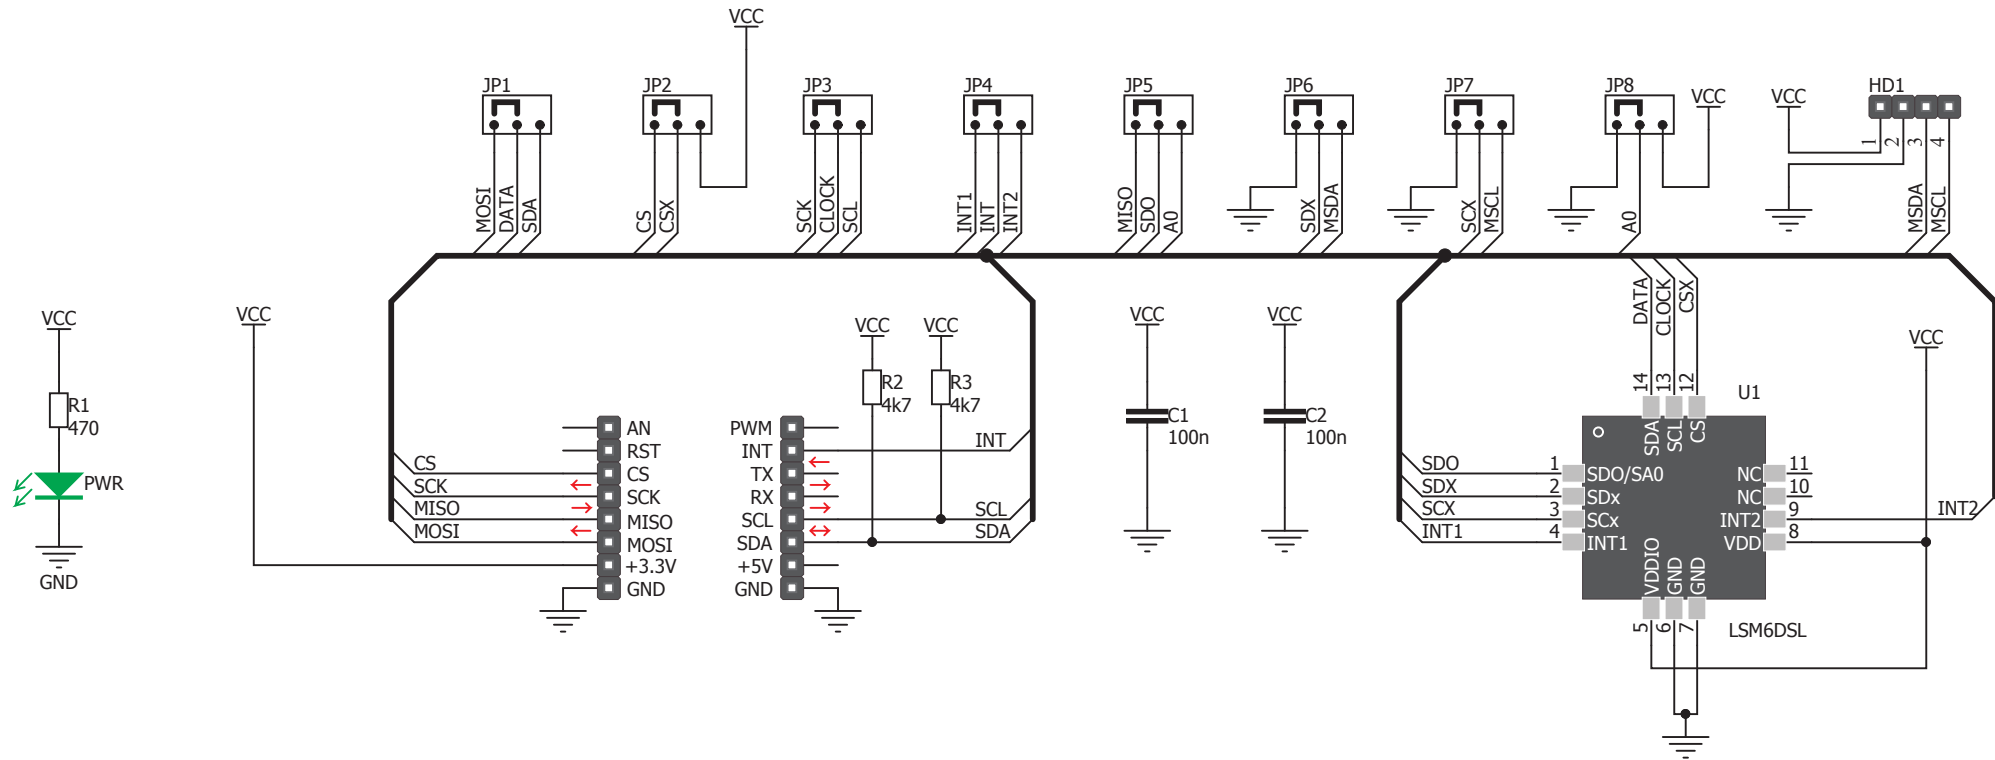 VCC
JP1
JP2
JP3
JP4
JP5
JP6
JP7
JP8
VCC
VCC
HD1
1
2
3
4
MOSI
DATA
SDA
CS
CSX
SCK
CLOCK
SCL
INT1
INT
INT2
MISO
SDO
A0
SDX
MSDA
SCX
MSCL
A0
MSDA
MSCL
DATA
CLOCK
CSX
VCC
R1
470
PWR
GND
VCC
CS
SCK
MISO
MOSI
AN
RST
CS
SCK
MISO
MOSI
+3.3V
GND
PWM
INT
TX
RX
SCL
SDA
+5V
GND
VCC
VCC
R2
4k7
R3
4k7
INT
SCL
SDA
VCC
C1
100n
VCC
C2
100n
VCC
14
13
12
U1
SDA
SCL
CS
SDO
1
SDO/SA0
SDX
2
SDx
SCX
3
SCx
INT1
4
INT1
NC
11
NC
10
INT2
9
INT2
VDD
8
VDDIO
GND
GND
5
6
7
LSM6DSL